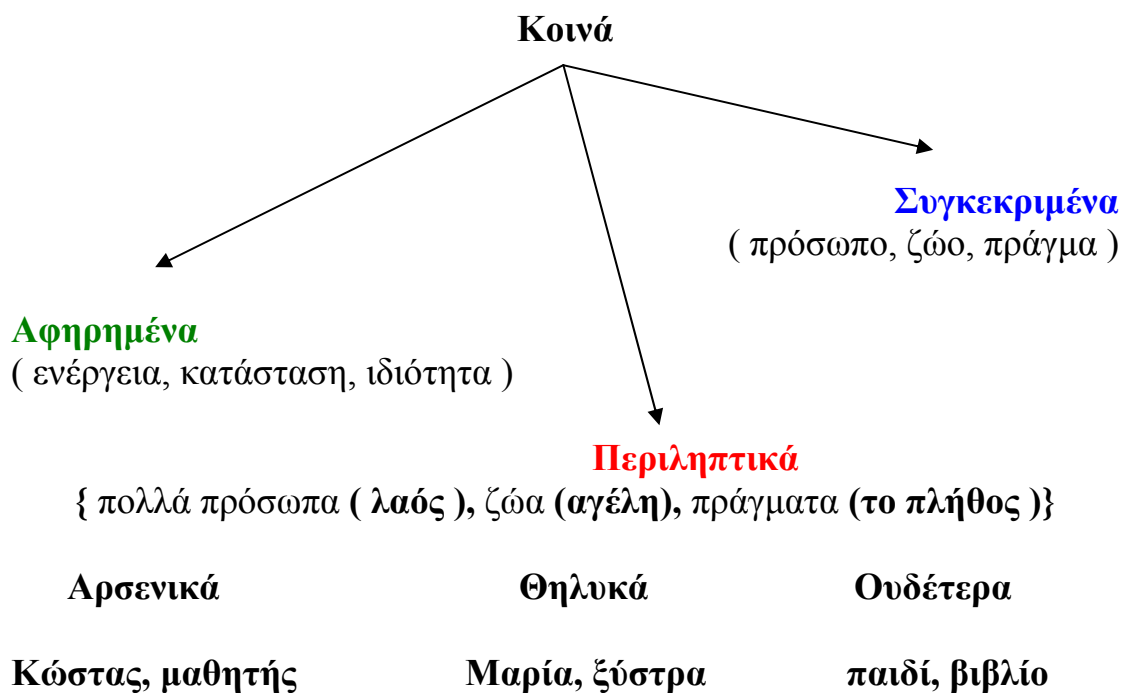 Κοινά
Συγκεκριμένα
( πρόσωπο, ζώο, πράγμα )
Αφηρημένα
( ενέργεια, κατάσταση, ιδιότητα )
Περιληπτικά
{ πολλά πρόσωπα ( λαός ), ζώα (αγέλη), πράγματα (το πλήθος )}
Αρσενικά Θηλυκά Ουδέτερα
Κώστας, μαθητής Μαρία, ξύστρα παιδί, βιβλίο